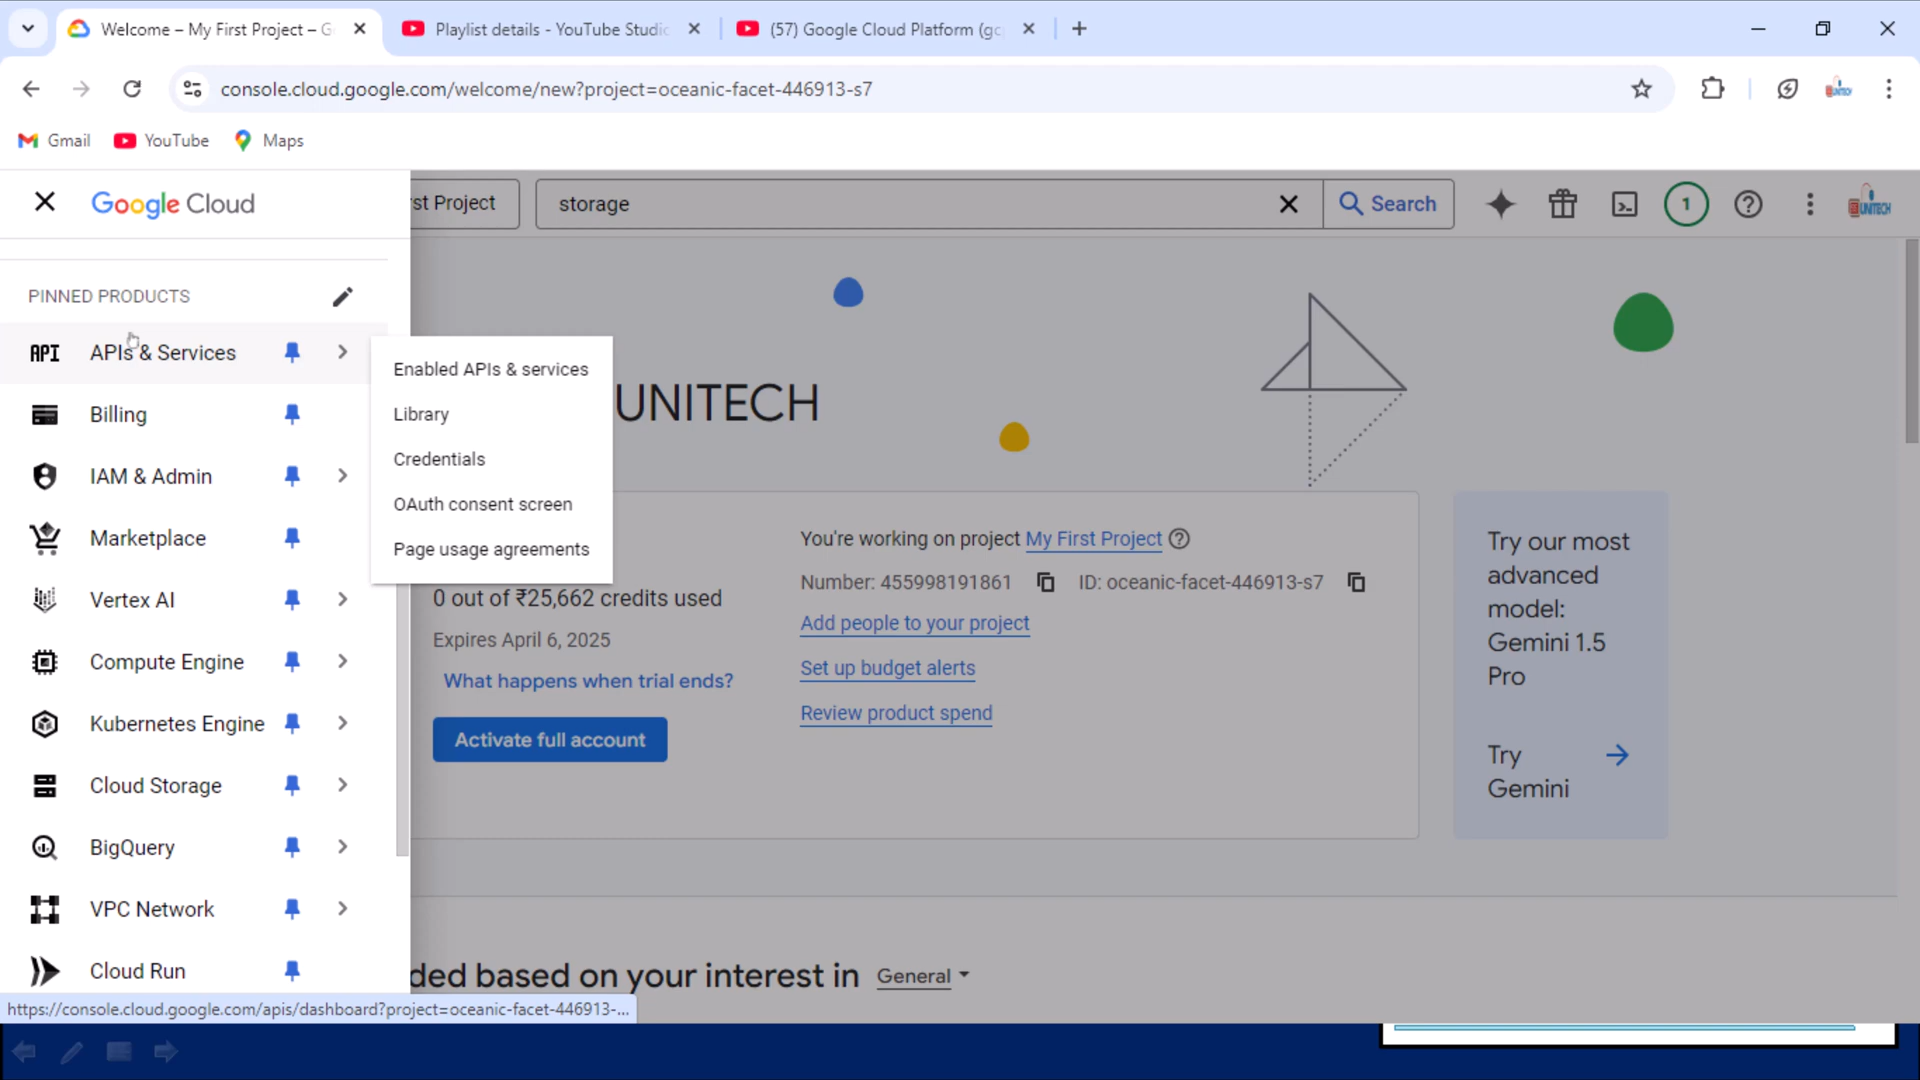 Welcome – My First Project – G
Playlist details - YouTube Studio
(57) Google Cloud Platform (gc
console.cloud.google.com/welcome/new?project=oceanic-facet-446913-s7
Gmail
YouTube
Maps
Google Cloud
rst Project
storage
Search
1
UNITECH
PINNED PRODUCTS
API
APIs & Services
Billing
IAM & Admin
Marketplace
Vertex AI
Compute Engine
Kubernetes Engine
Cloud Storage
BigQuery
VPC Network
Cloud Run
Enabled APIs & services
Library
Credentials
OAuth consent screen
Page usage agreements
UNITECH
0 out of ₹25,662 credits used
Expires April 6, 2025
What happens when trial ends?
Activate full account
You're working on project My First Project
Number: 455998191861
ID: oceanic-facet-446913-s7
Add people to your project
Set up budget alerts
Review product spend
Try our most
advanced
model:
Gemini 1.5
Pro
Try
Gemini
ded based on your interest in General
https://console.cloud.google.com/apis/dashboard?project=oceanic-facet-446913-...